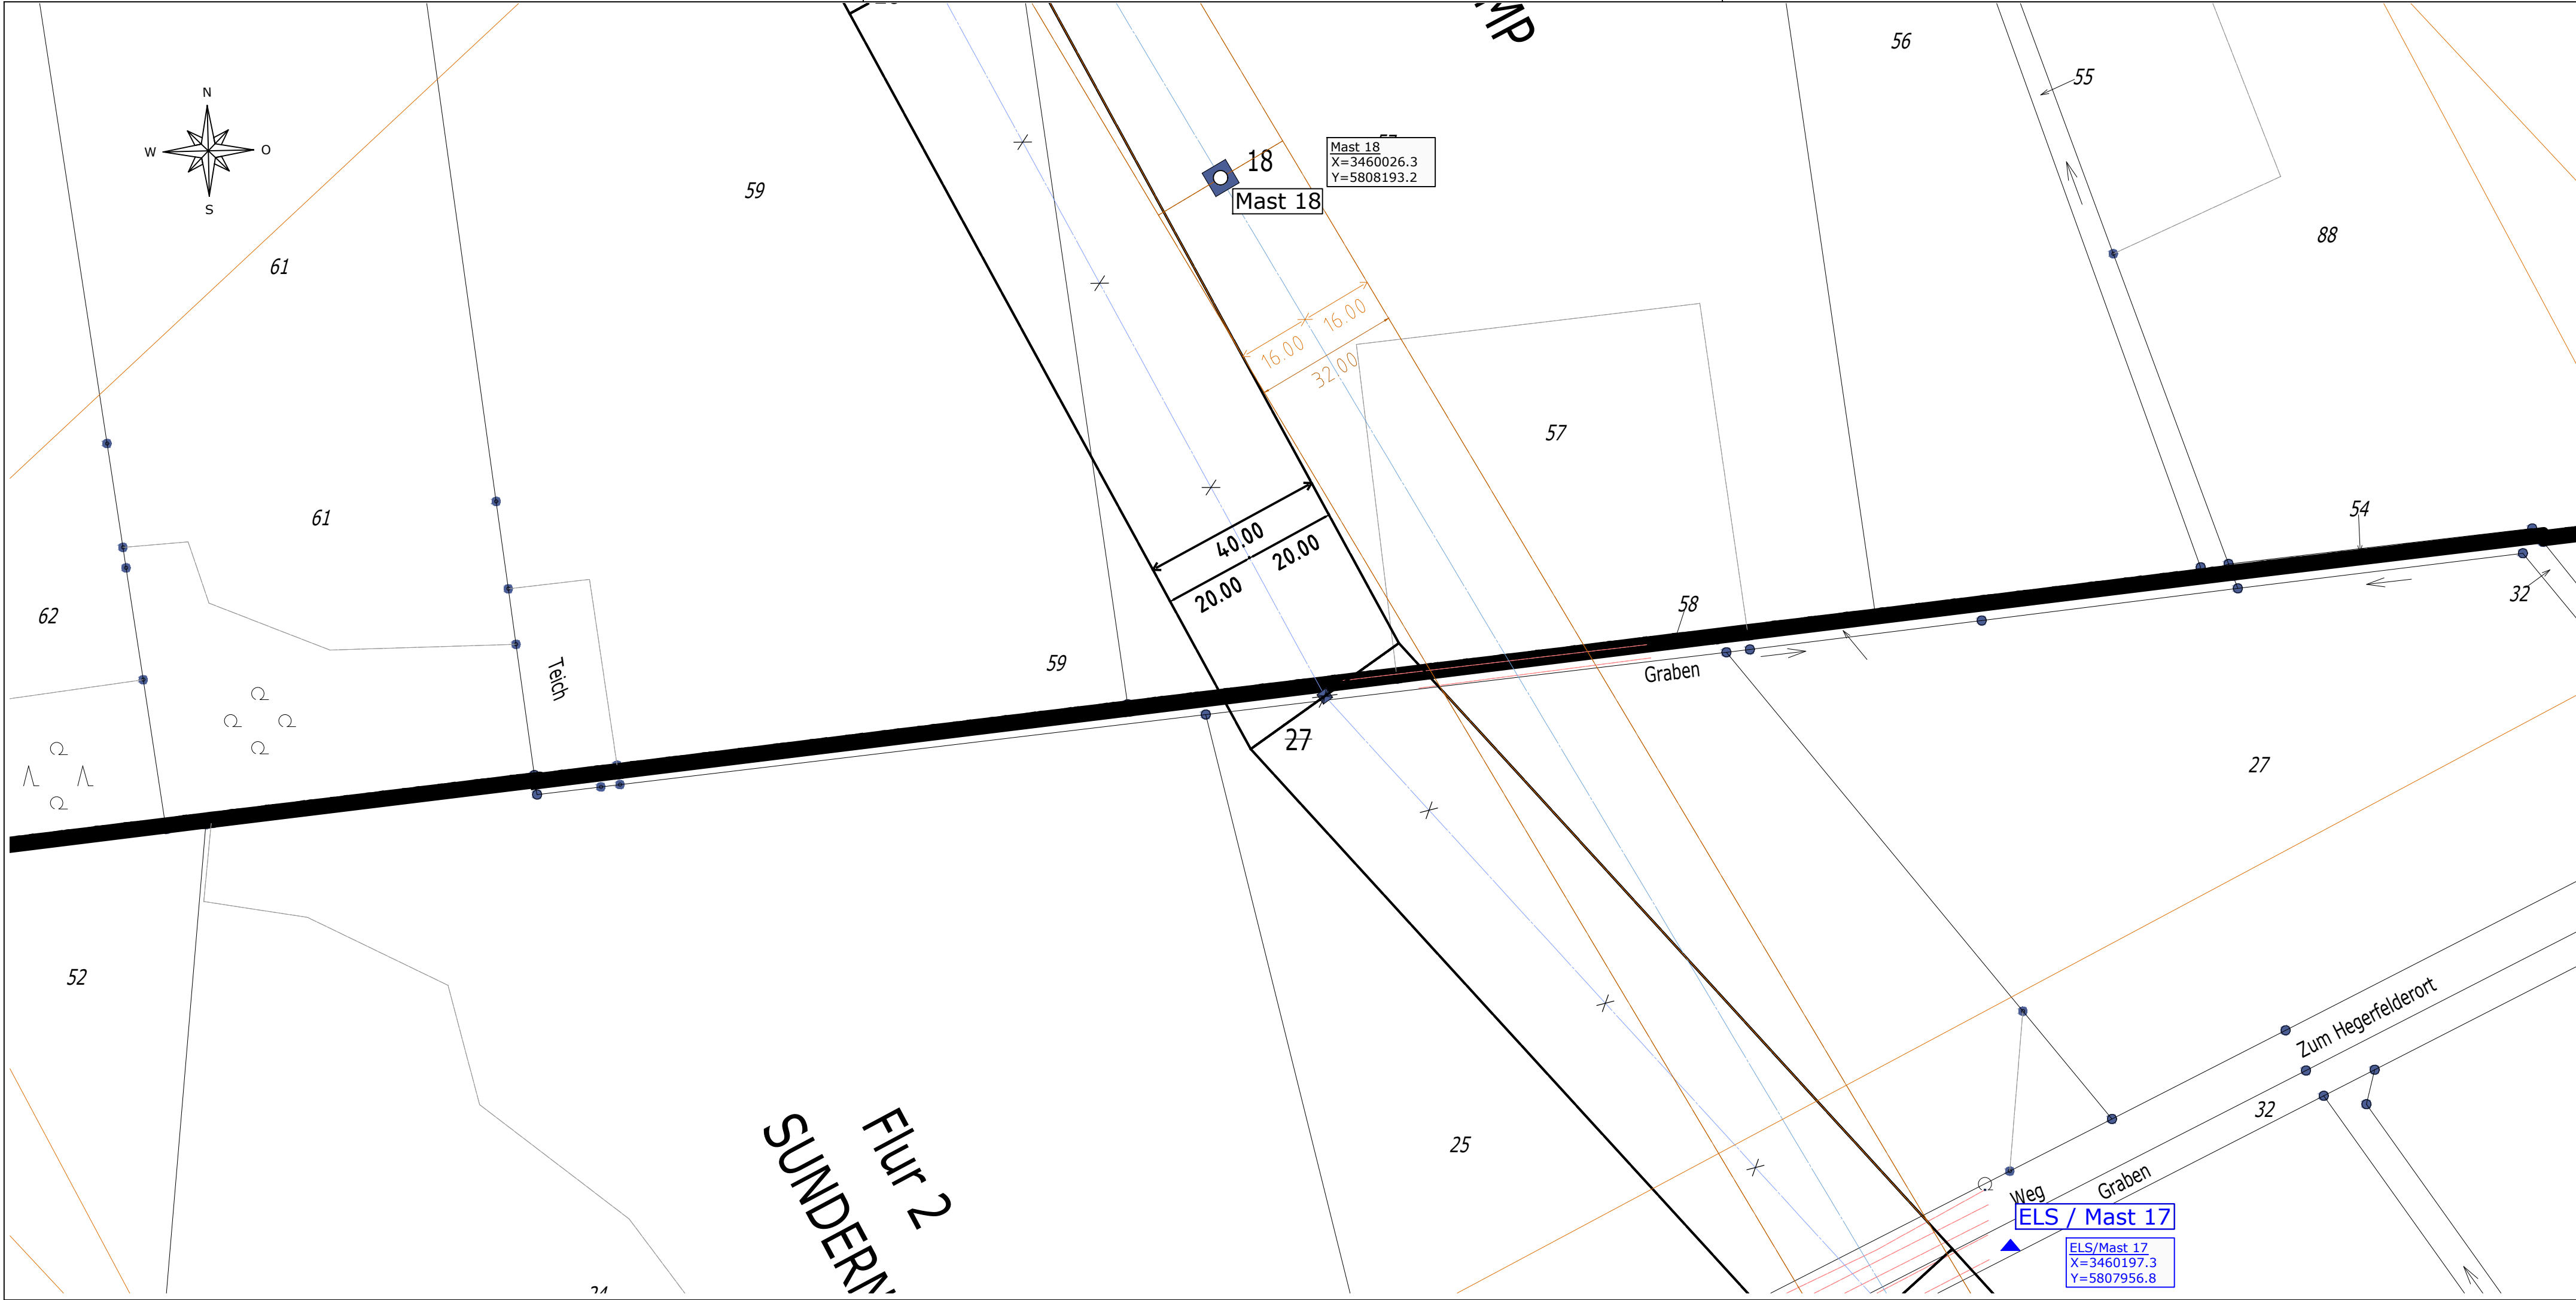 MP
56
55
N
W
O
S
18
Mast 18
Mast 18
X=3460026.3
Y=5808193.2
59
61
88
16.00
16.00
32.00
57
54
61
40.00
20.00
20.00
62
32
58
59
Teich
Graben
27
27
52
Zum Hegerfelderort
32
25
Flur 2
SUNDERN
Weg
Graben
ELS / Mast 17
ELS/Mast 17
X=3460197.3
Y=5807956.8